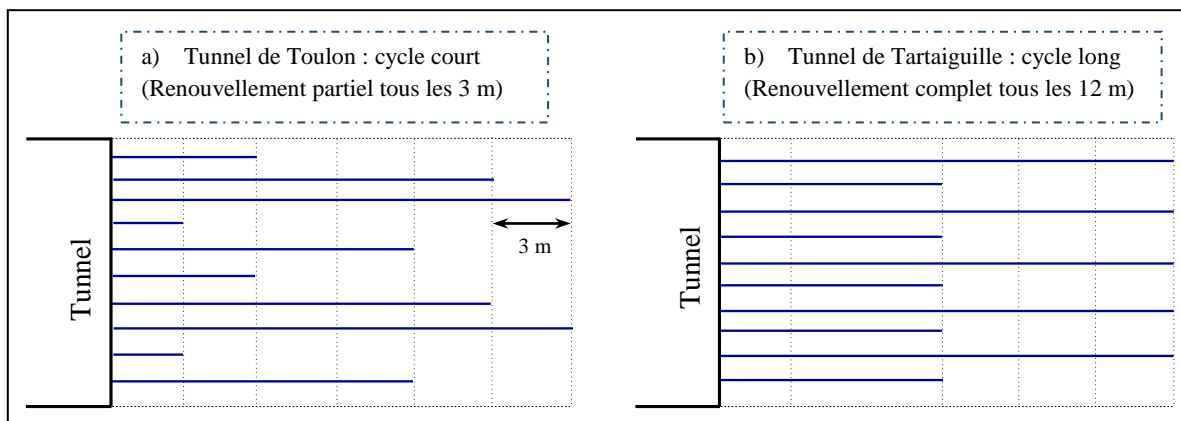 a) Tunnel de Toulon : cycle court
(Renouvellement partiel tous les 3 m)
Tunnel
3 m
b) Tunnel de Tartaiguille : cycle long
(Renouvellement complet tous les 12 m)
Tunnel